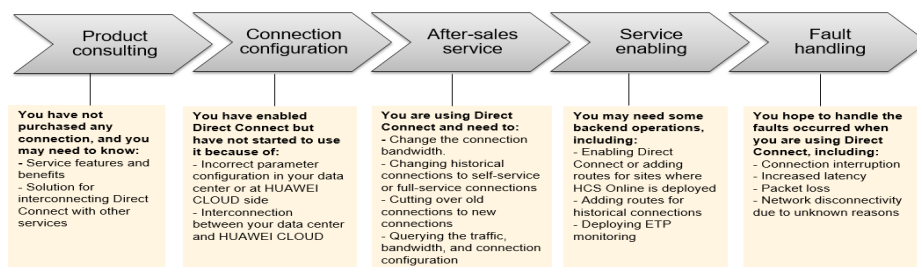 Product
consulting
Connection
configuration
After-sales
service
Service
enabling
Fault
handling
You have not
purchased any
connection, and you
may need to know:
- Service features and
benefits
- Solution for
interconnecting Direct
Connect with other
services
You have enabled
Direct Connect but
have not started to use
it because of:
- Incorrect parameter
configuration in your data
center or at HUAWEI
CLOUD side
- Interconnection
between your data center
and HUAWEI CLOUD
You are using Direct
Connect and need to:
- Change the connection
bandwidth.
- Changing historical
connections to self-service
or full-service connections
- Cutting over old
connections to new
connections
- Querying the traffic,
bandwidth, and connection
configuration
You may need some
backend operations,
including:
- Enabling Direct
Connect or adding
routes for sites where
HCS Online is deployed
- Adding routes for
historical connections
- Deploying ETP
monitoring
You hope to handle the
faults occurred when
you are using Direct
Connect, including:
- Connection interruption
- Increased latency
- Packet loss
- Network disconnectivity
due to unknown reasons